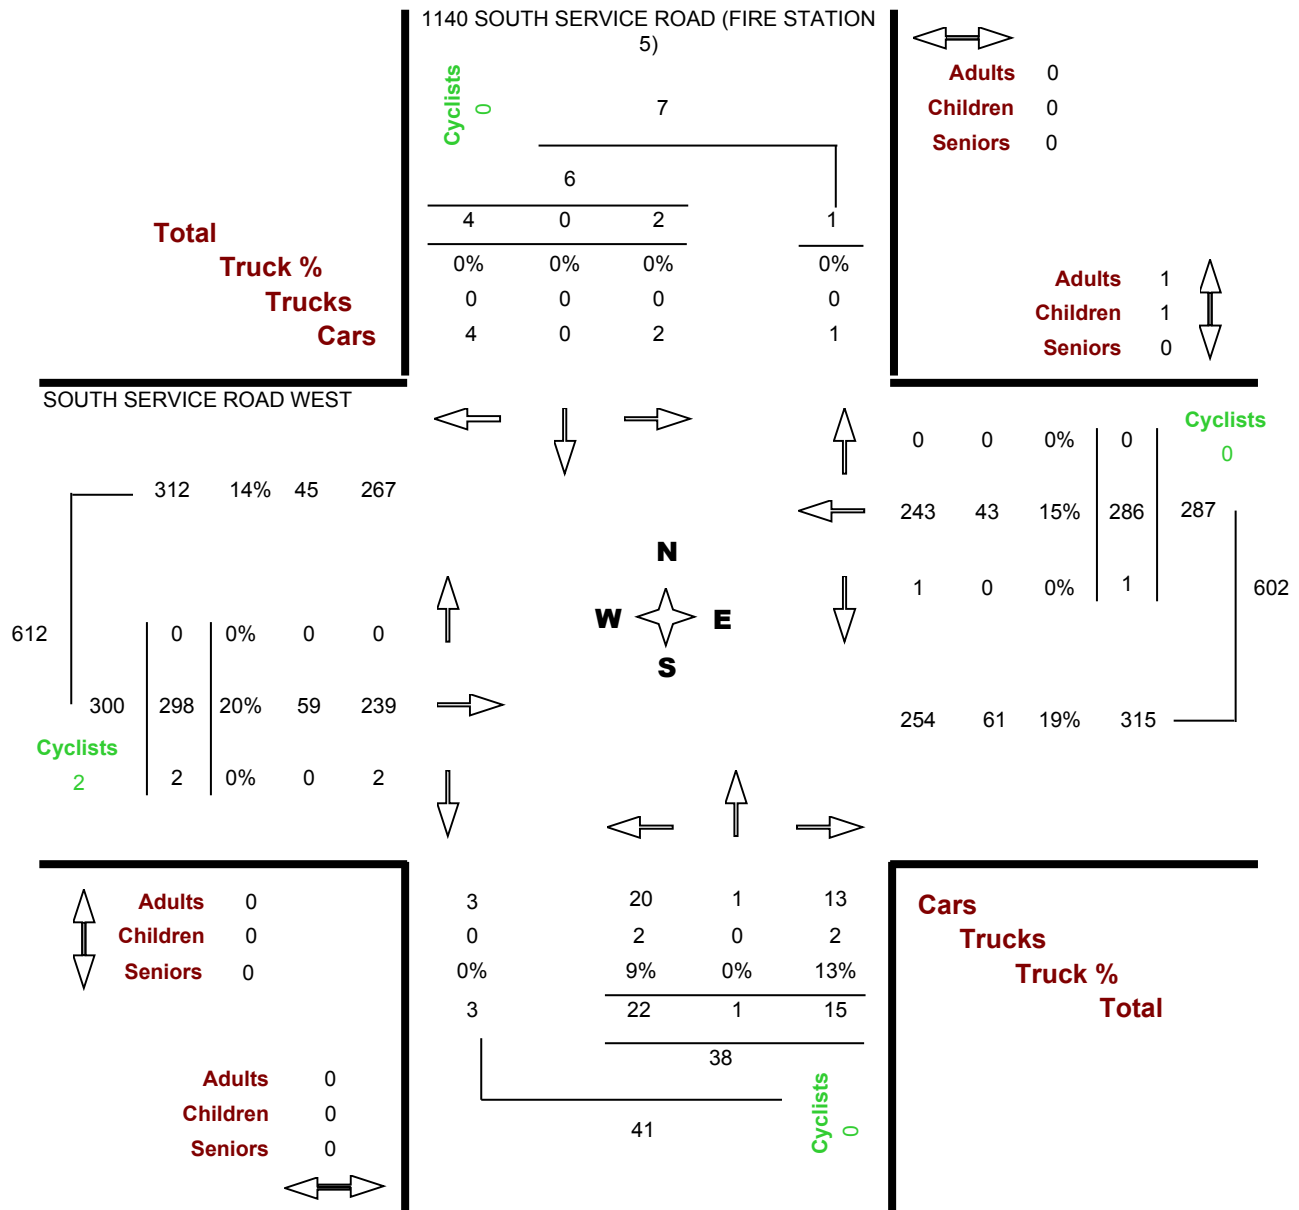 1140 SOUTH SERVICE ROAD (FIRE STATION
5)
Cyclists
0
7
6
4 0 2 1
0% 0% 0% 0%
0 0 0 0
4 0 2 1
Total
Truck %
Trucks
Cars
Adults 0
Children 0
Seniors 0
Adults 1
Children 1
Seniors 0
SOUTH SERVICE ROAD WEST
312 14% 45 267
612
0 0% 0 0
300 298 20% 59 239
Cyclists
2
2 0% 0 2
N
W E
S
Cyclists
0
0 0 0% 0
243 43 15% 286 287
1 0 0% 1
602
254 61 19% 315
Adults 0
Children 0
Seniors 0
Adults 0
Children 0
Seniors 0
3 20 1 13
0 2 0 2
0% 9% 0% 13%
3 22 1 15
38
41
Cyclists
0
Cars
Trucks
Truck %
Total